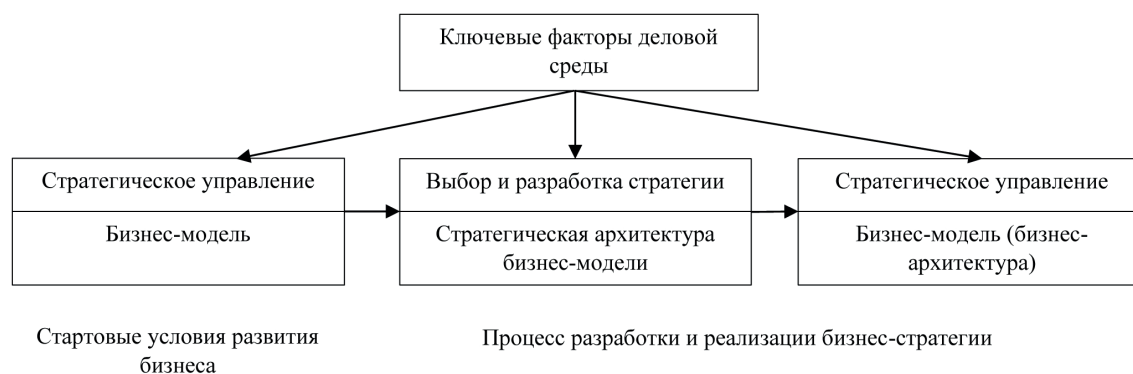 Ключевые факторы деловой
среды
Стратегическое управление
Бизнес-модель
Выбор и разработка стратегии
Стратегическая архитектура
бизнес-модели
Стратегическое управление
Бизнес-модель (бизнес-
архитектура)
Стартовые условия развития
бизнеса
Процесс разработки и реализации бизнес-стратегии